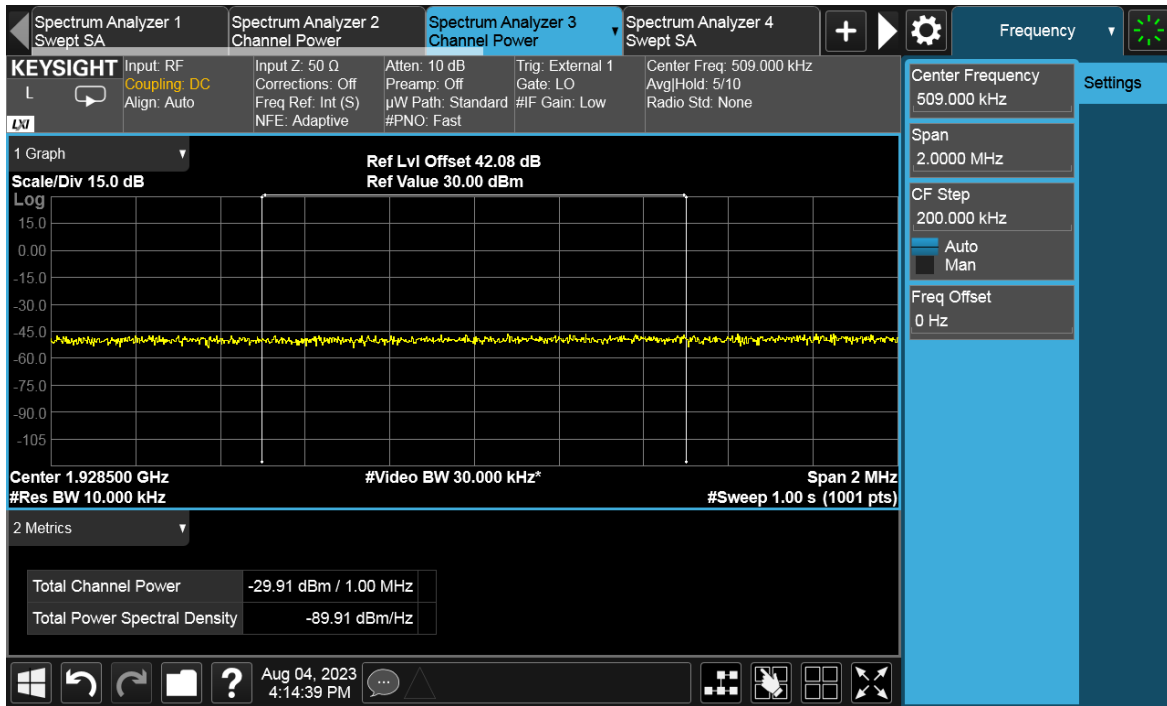 Spectrum Analyzer 1
Swept SA
Spectrum Analyzer 2
Channel Power
Spectrum Analyzer 3
Channel Power
Spectrum Analyzer 4
Swept SA
Frequency
KEYSIGHT
L
LXI
Input: RF
Coupling: DC
Align: Auto
Input Z: 50 Ω
Corrections: Off
Freq Ref: Int (S)
NFE: Adaptive
Atten: 10 dB
Preamp: Off
µW Path: Standard
#PNO: Fast
Trig: External 1
Gate: LO
#IF Gain: Low
Center Freq: 509.000 kHz
Avg|Hold: 5/10
Radio Std: None
Center Frequency
509.000 kHz
Settings
Span
2.0000 MHz
CF Step
200.000 kHz
Auto
Man
Freq Offset
0 Hz
1 Graph
Scale/Div 15.0 dB
Ref Lvl Offset 42.08 dB
Ref Value 30.00 dBm
Log
15.0
0.00
-15.0
-30.0
-45.0
-60.0
-75.0
-90.0
-105
Center 1.928500 GHz
#Video BW 30.000 kHz*
Span 2 MHz
#Res BW 10.000 kHz
#Sweep 1.00 s (1001 pts)
2 Metrics
Total Channel Power -29.91 dBm / 1.00 MHz
Total Power Spectral Density -89.91 dBm/Hz
?
Aug 04, 2023
4:14:39 PM